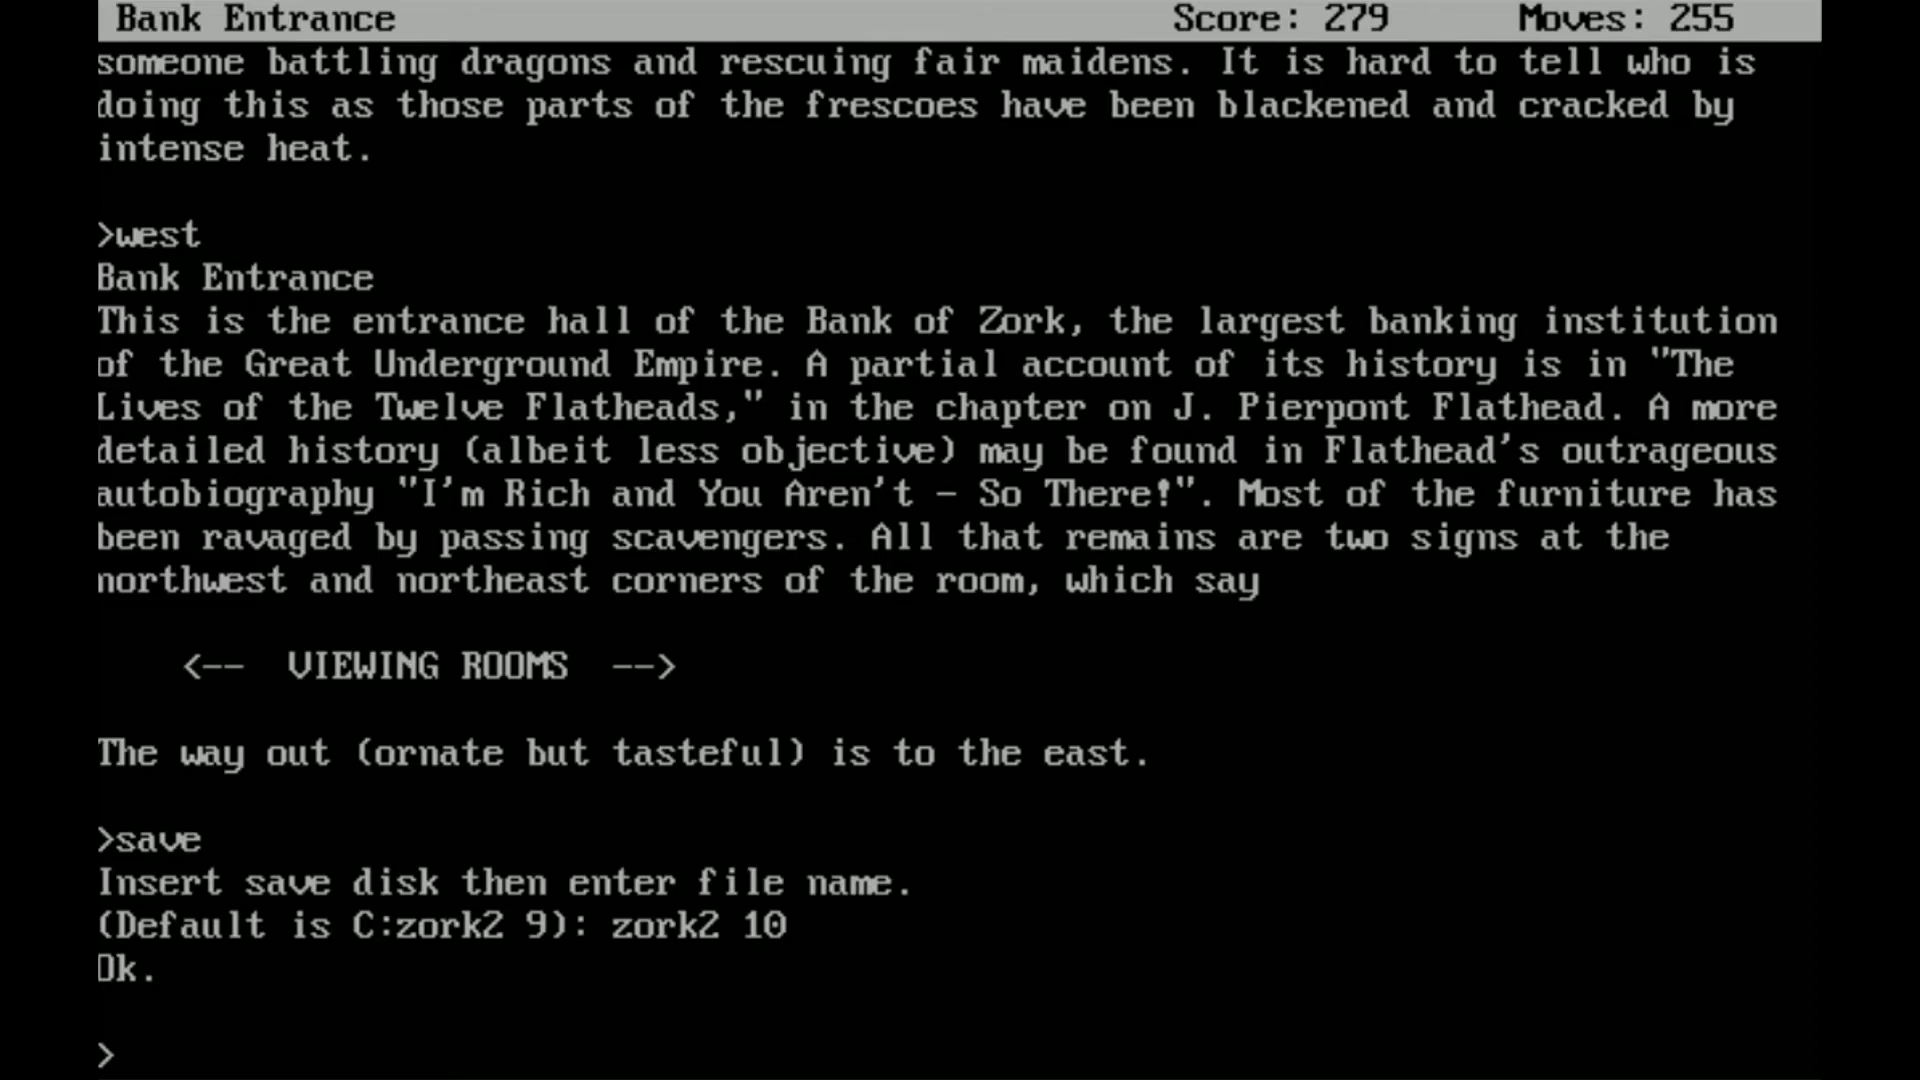 Bank Entrance Score: 279 Moves: 255
someone battling dragons and rescuing fair maidens. It is hard to tell who is
doing this as those parts of the frescoes have been blackened and cracked by
intense heat.
>west
Bank Entrance
This is the entrance hall of the Bank of Zork, the largest banking institution
of the Great Underground Empire. A partial account of its history is in "The
Lives of the Twelve Flatheads," in the chapter on J. Pierpont Flathead. A more
detailed history (albeit less objective) may be found in Flathead's outrageous
autobiography "I'm Rich and You Aren't - So There!". Most of the furniture has
been ravaged by passing scavengers. All that remains are two signs at the
northwest and northeast corners of the room, which say
<-- VIEWING ROOMS -->
The way out (ornate but tasteful) is to the east.
>save
Insert save disk then enter file name.
(Default is C:zork2 9): zork2 10
Ok.
>